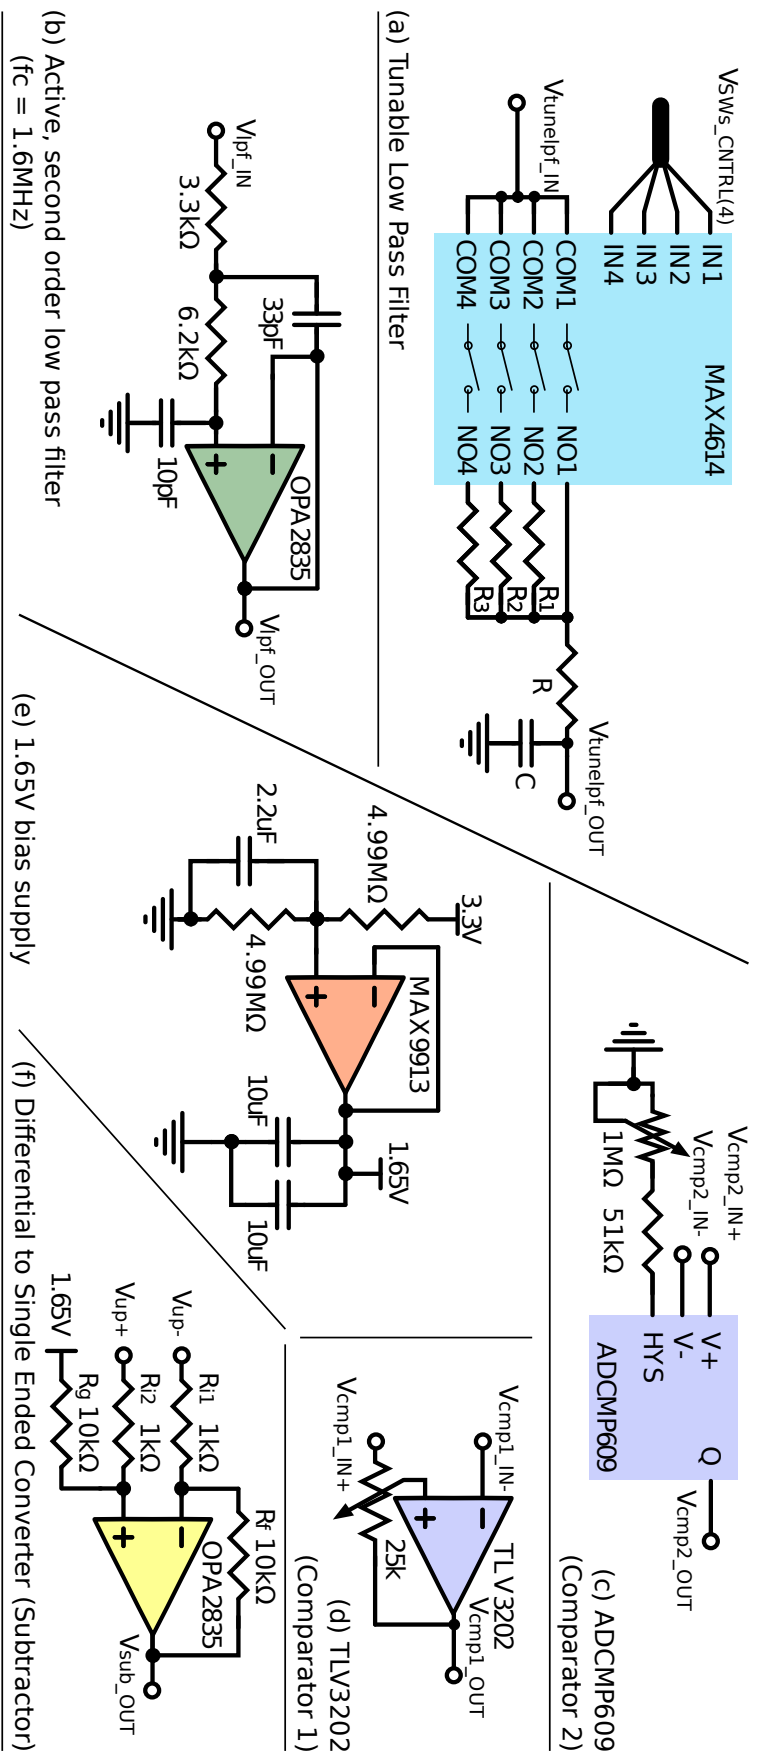 VSWs_CNTRL(4)
IN1
IN2
IN3
IN4
MAX4614
Vtunelpf_IN
COM1
COM2
COM3
COM4
NO1
NO2
NO3
NO4
R1
R2
R3
R
C
Vtunelpf_OUT
(a) Tunable Low Pass Filter
Vlpf_IN
3.3kΩ
33pF
6.2kΩ
10pF
OPA2835
Vlpf_OUT
(b) Active, second order low pass filter
(fc = 1.6MHz)
Vcmp2_IN+
Vcmp2_IN-
1MΩ
51kΩ
V+
V-
HYS
Q
ADCMP609
Vcmp2_OUT
(c) ADCMP609
(Comparator 2)
Vcmp1_IN-
Vcmp1_IN+
25k
TLV3202
Vcmp1_OUT
(d) TLV3202
(Comparator 1)
3.3V
4.99MΩ
2.2uF
4.99MΩ
MAX9913
10uF
1.65V
10uF
(e) 1.65V bias supply
Vup-
Ri1 1kΩ
Rf 10kΩ
Vup+
Ri2 1kΩ
1.65V
Rg 10kΩ
OPA2835
Vsub_OUT
(f) Differential to Single Ended Converter (Subtractor)